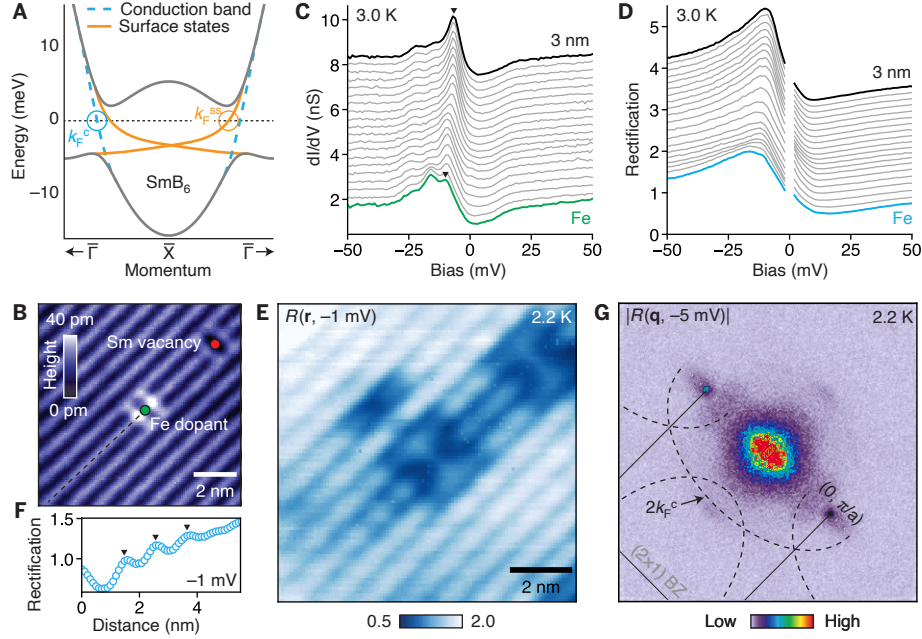 A
Conduction band
Surface states
10
0
−10
Energy (meV)
k_F^c
k_F^ss
SmB6
← Γ̅
X̅
Γ̅ →
Momentum
C
3.0 K
3 nm
10
8
6
4
2
dI/dV (nS)
Fe
−50
−25
0
25
50
Bias (mV)
D
3.0 K
3 nm
5
4
3
2
1
0
Rectification
Fe
−50
−25
0
25
50
Bias (mV)
B
40 pm
Height
0 pm
Sm vacancy
Fe dopant
2 nm
E
R(r, −1 mV)
2.2 K
2 nm
0.5
2.0
G
|R(q, −5 mV)|
2.2 K
2k_F^c
(0, π/a)
(2x1) BZ
Low
High
F
1.5
1.0
Rectification
−1 mV
0
2
4
Distance (nm)